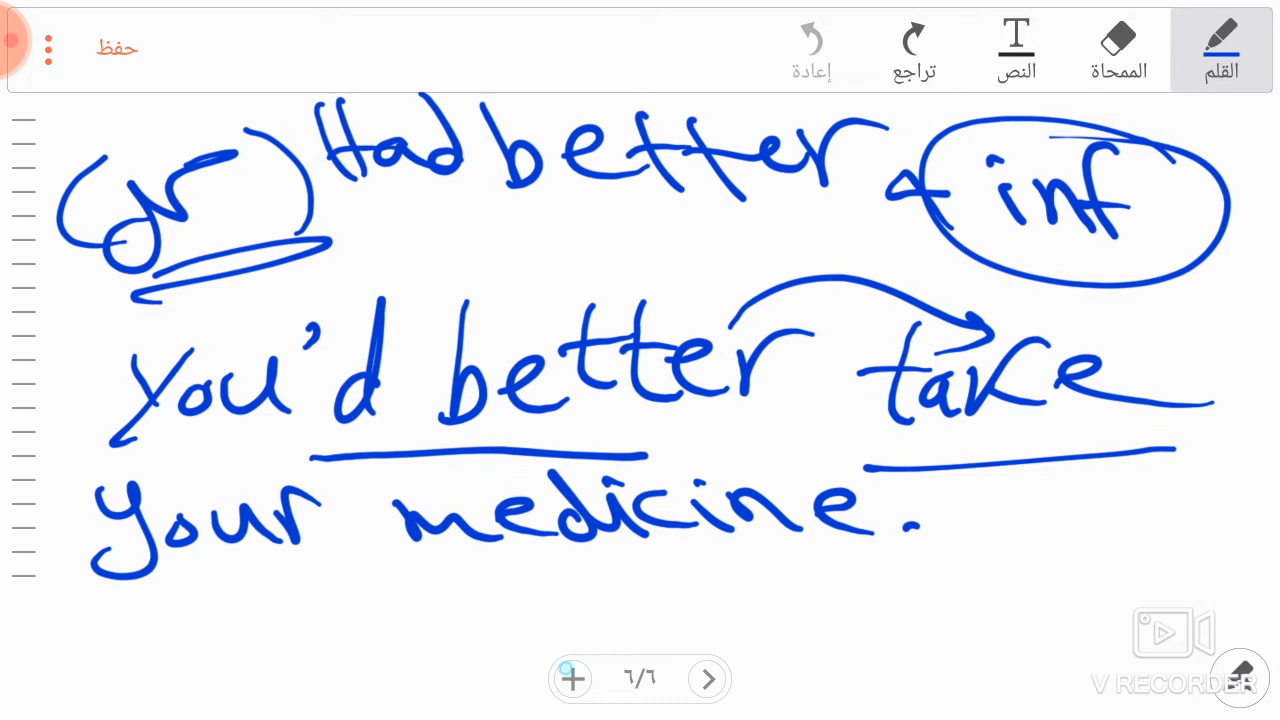 حفظ
إعادة
تراجع
النص
الممحاة
القلم
Had better + inf
You'd better take
your medicine.
٦/٦
V RECORDER